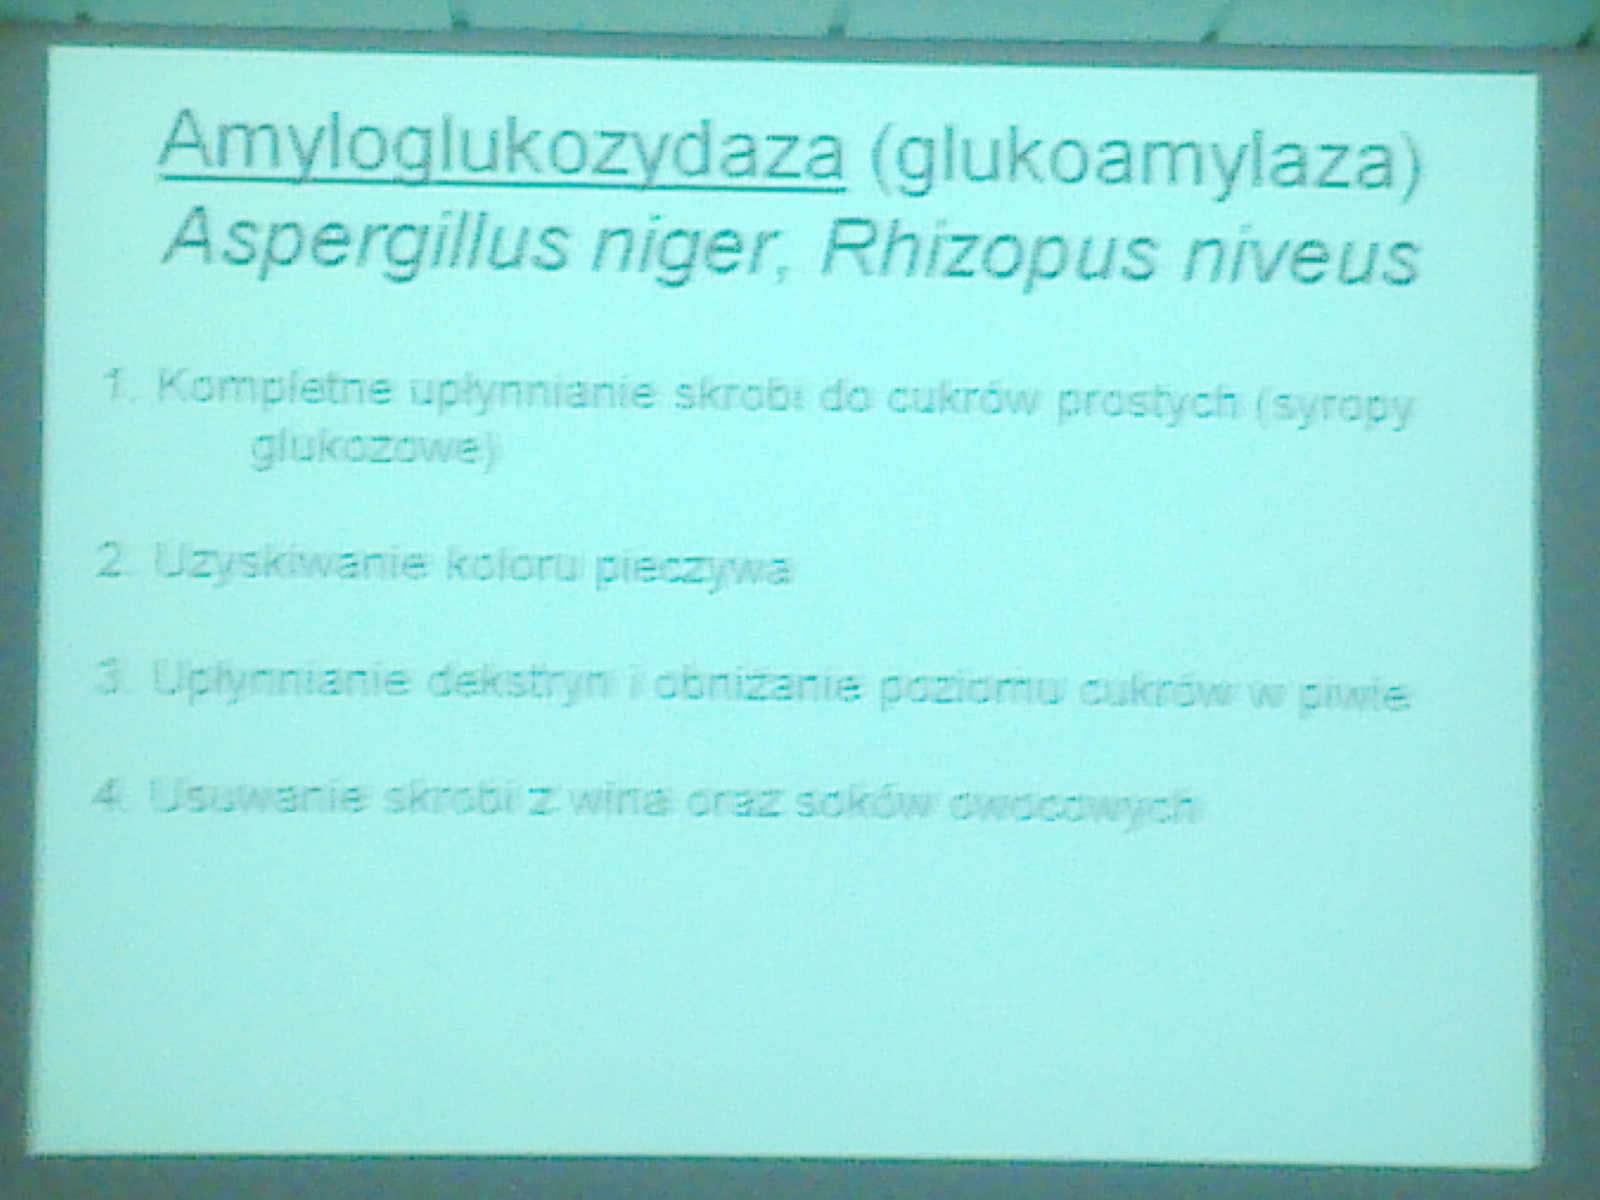 Amyloglukozydaza (glukoamylaza)
Aspergillus niger, Rhizopus niveus
1. Kompletne upłynnianie skrobi do cukrów prostych (syropy
glukozowe)
2. Uzyskiwanie koloru pieczywa
3. Upłynnianie dekstryn i obniżanie poziomu cukrów w piwie
4. Usuwanie skrobi z wina oraz soków owocowych